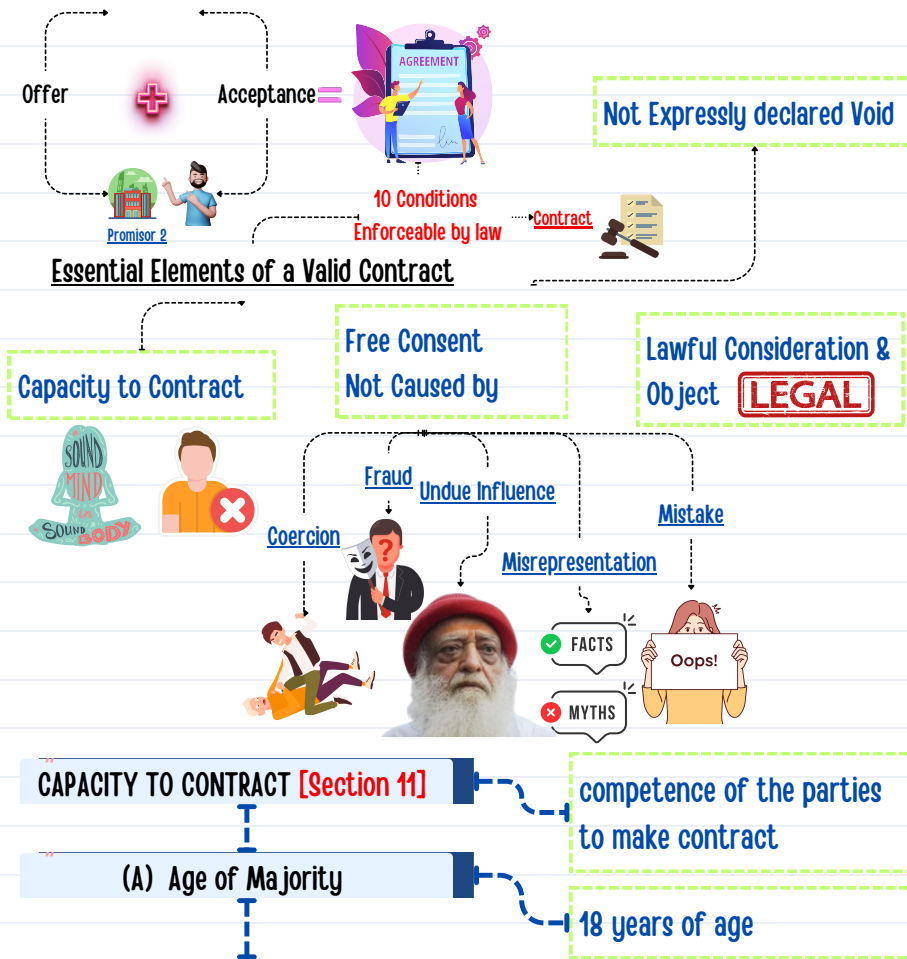 Offer
Acceptance
AGREEMENT
Not Expressly declared Void
10 Conditions
Enforceable by law
Contract
Promisor 2
Essential Elements of a Valid Contract
Capacity to Contract
Free Consent
Not Caused by
Lawful Consideration &
Object
LEGAL
SOUND
MIND
in
SOUND
BODY
Fraud
Undue Influence
Coercion
Mistake
Misrepresentation
FACTS
MYTHS
Oops!
CAPACITY TO CONTRACT [Section 11]
competence of the parties
to make contract
(A) Age of Majority
18 years of age